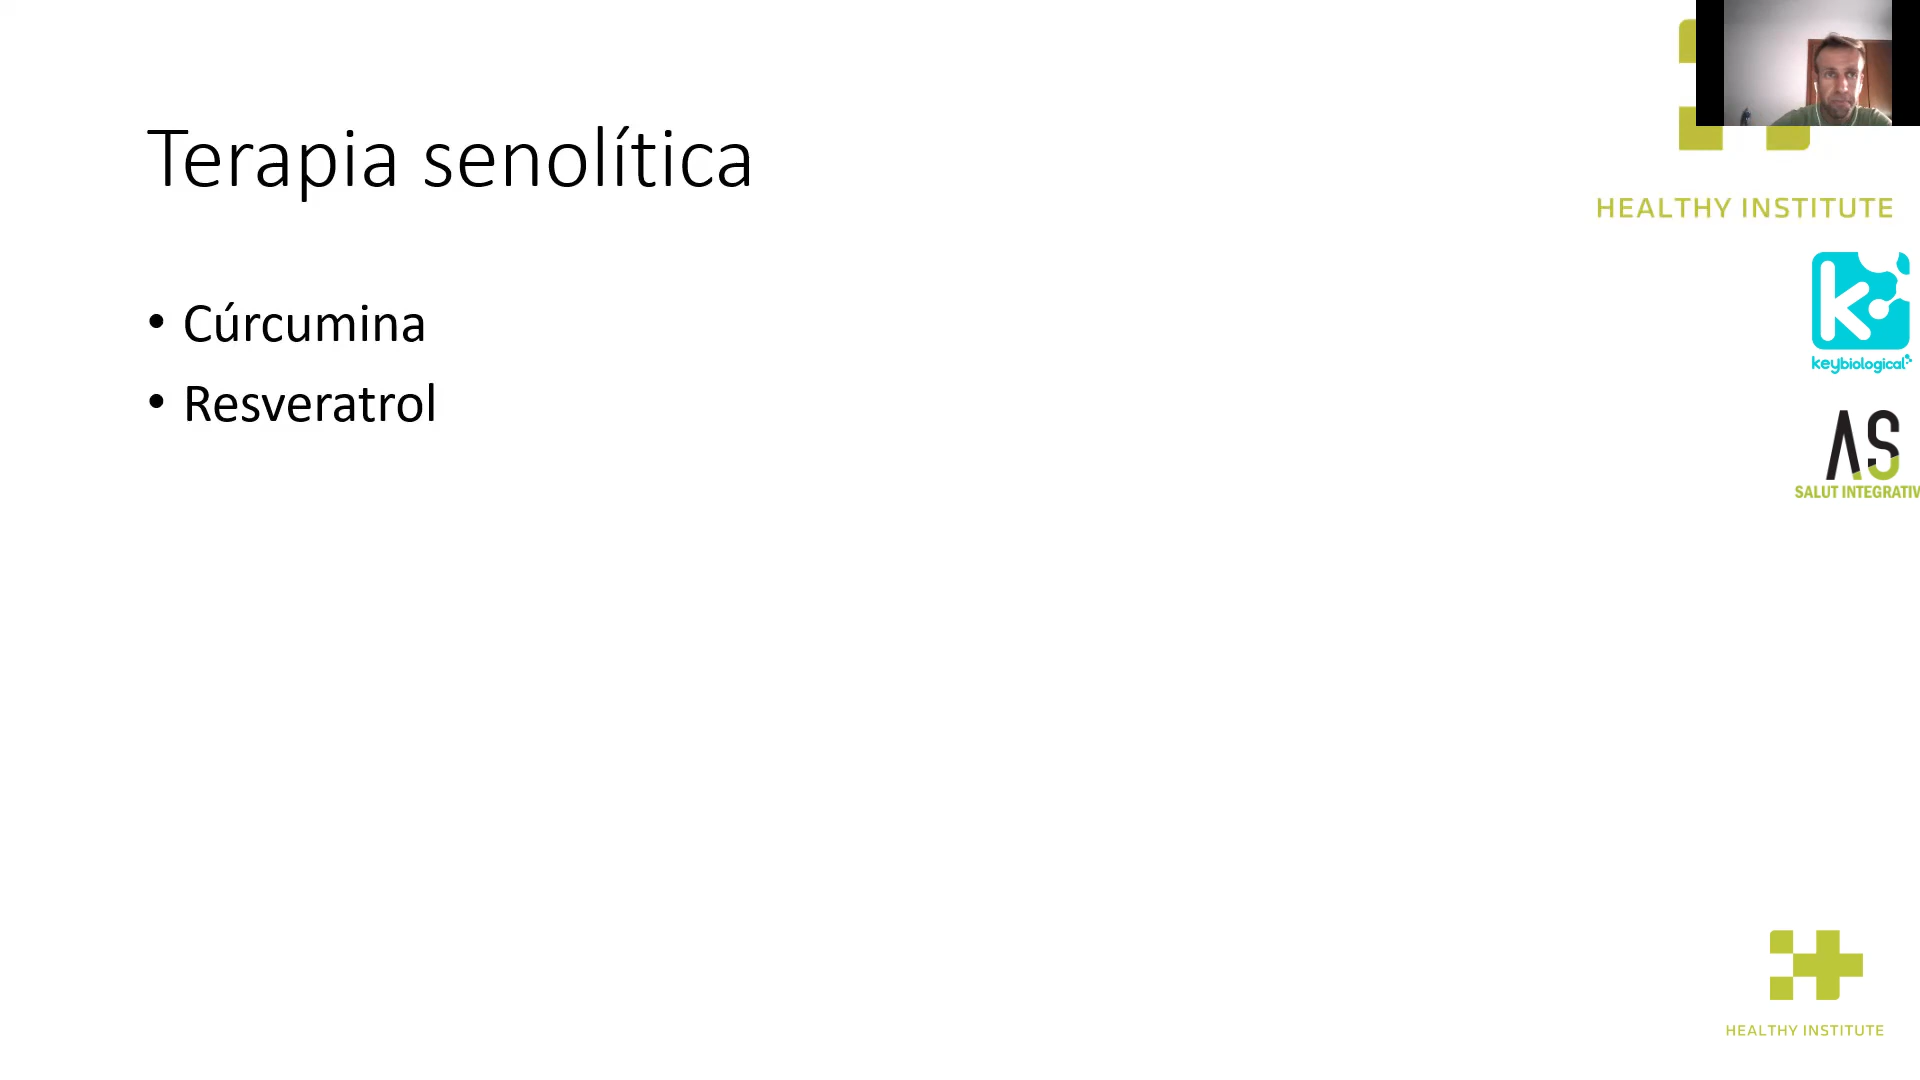 Terapia senolítica
HEALTHY INSTITUTE
• Cúrcumina
• Resveratrol
k
keybiological
AS
SALUT INTEGRATIV
HEALTHY INSTITUTE